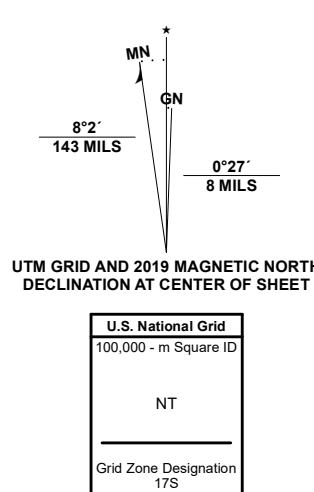 ★
MN
GN
8°2´
143 MILS
0°27´
8 MILS
UTM GRID AND 2019 MAGNETIC NORTH
DECLINATION AT CENTER OF SHEET
U.S. National Grid
100,000 - m Square ID
NT
Grid Zone Designation
17S